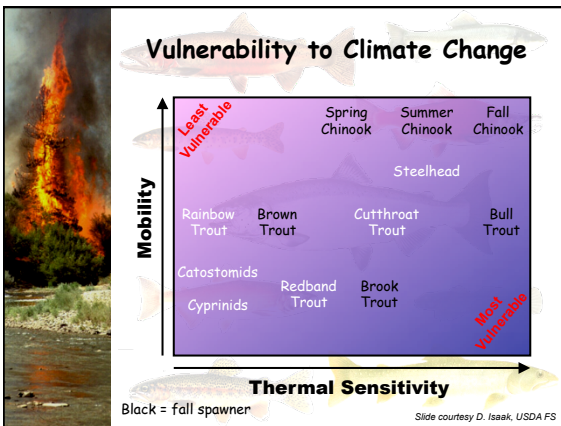 Vulnerability to Climate Change
Least
Vulnerable
Spring
Chinook
Summer
Chinook
Fall
Chinook
Steelhead
Mobility
Rainbow
Trout
Brown
Trout
Cutthroat
Trout
Bull
Trout
Catostomids
Cyprinids
Redband
Trout
Brook
Trout
Most
Vulnerable
Thermal Sensitivity
Black = fall spawner
Slide courtesy D. Isaak, USDA FS